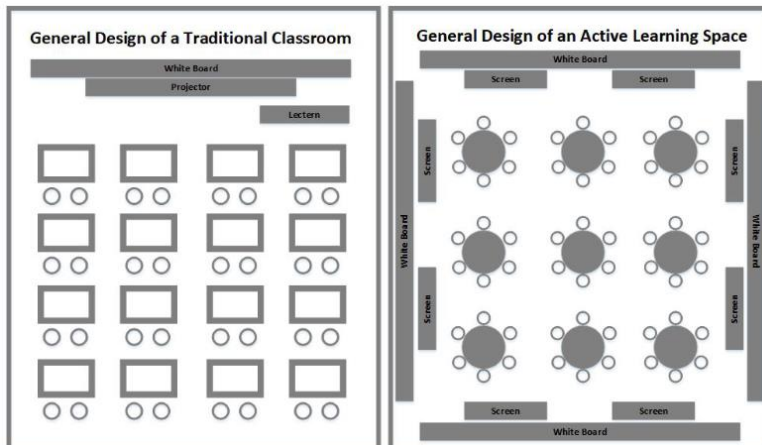 General Design of a Traditional Classroom
White Board
Projector
Lectern
General Design of an Active Learning Space
White Board
Screen
Screen
Screen
Screen
White Board
White Board
Screen
Screen
Screen
Screen
White Board